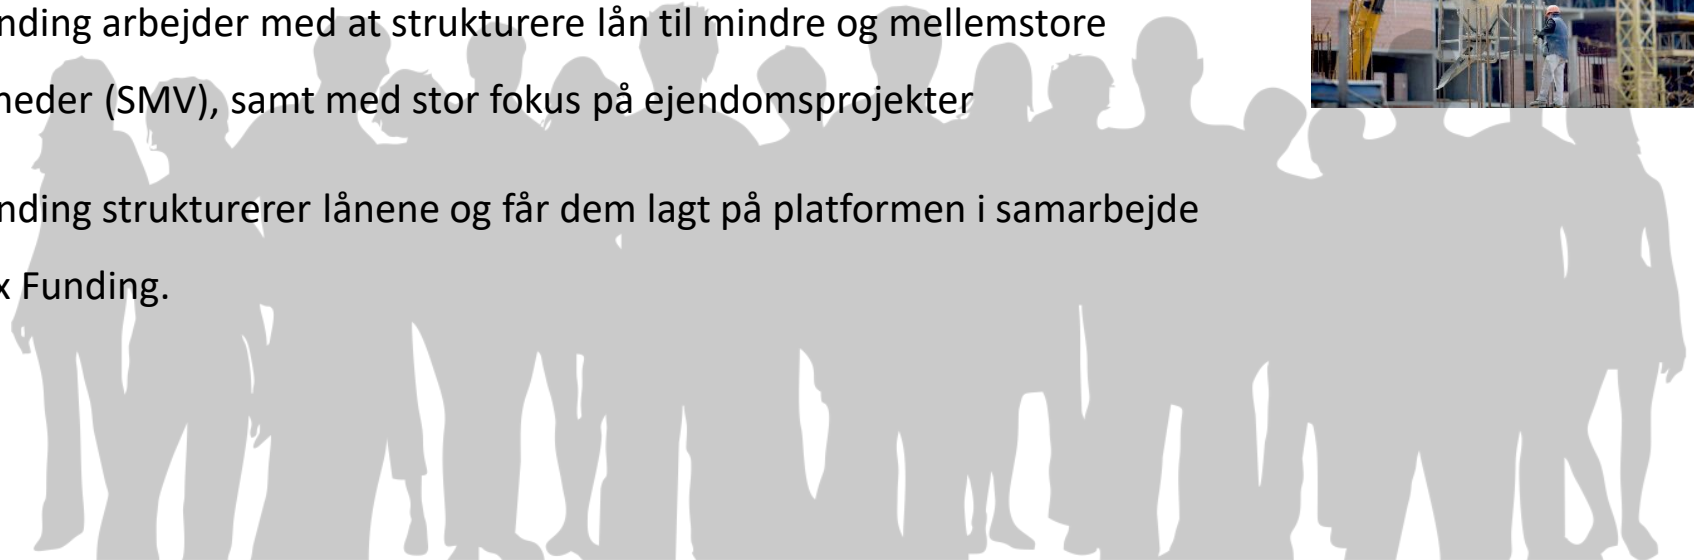 nding arbejder med at strukturere lån til mindre og mellemstore
heder (SMV), samt med stor fokus på ejendomsprojekter
nding strukturerer lånene og får dem lagt på platformen i samarbejde
x Funding.